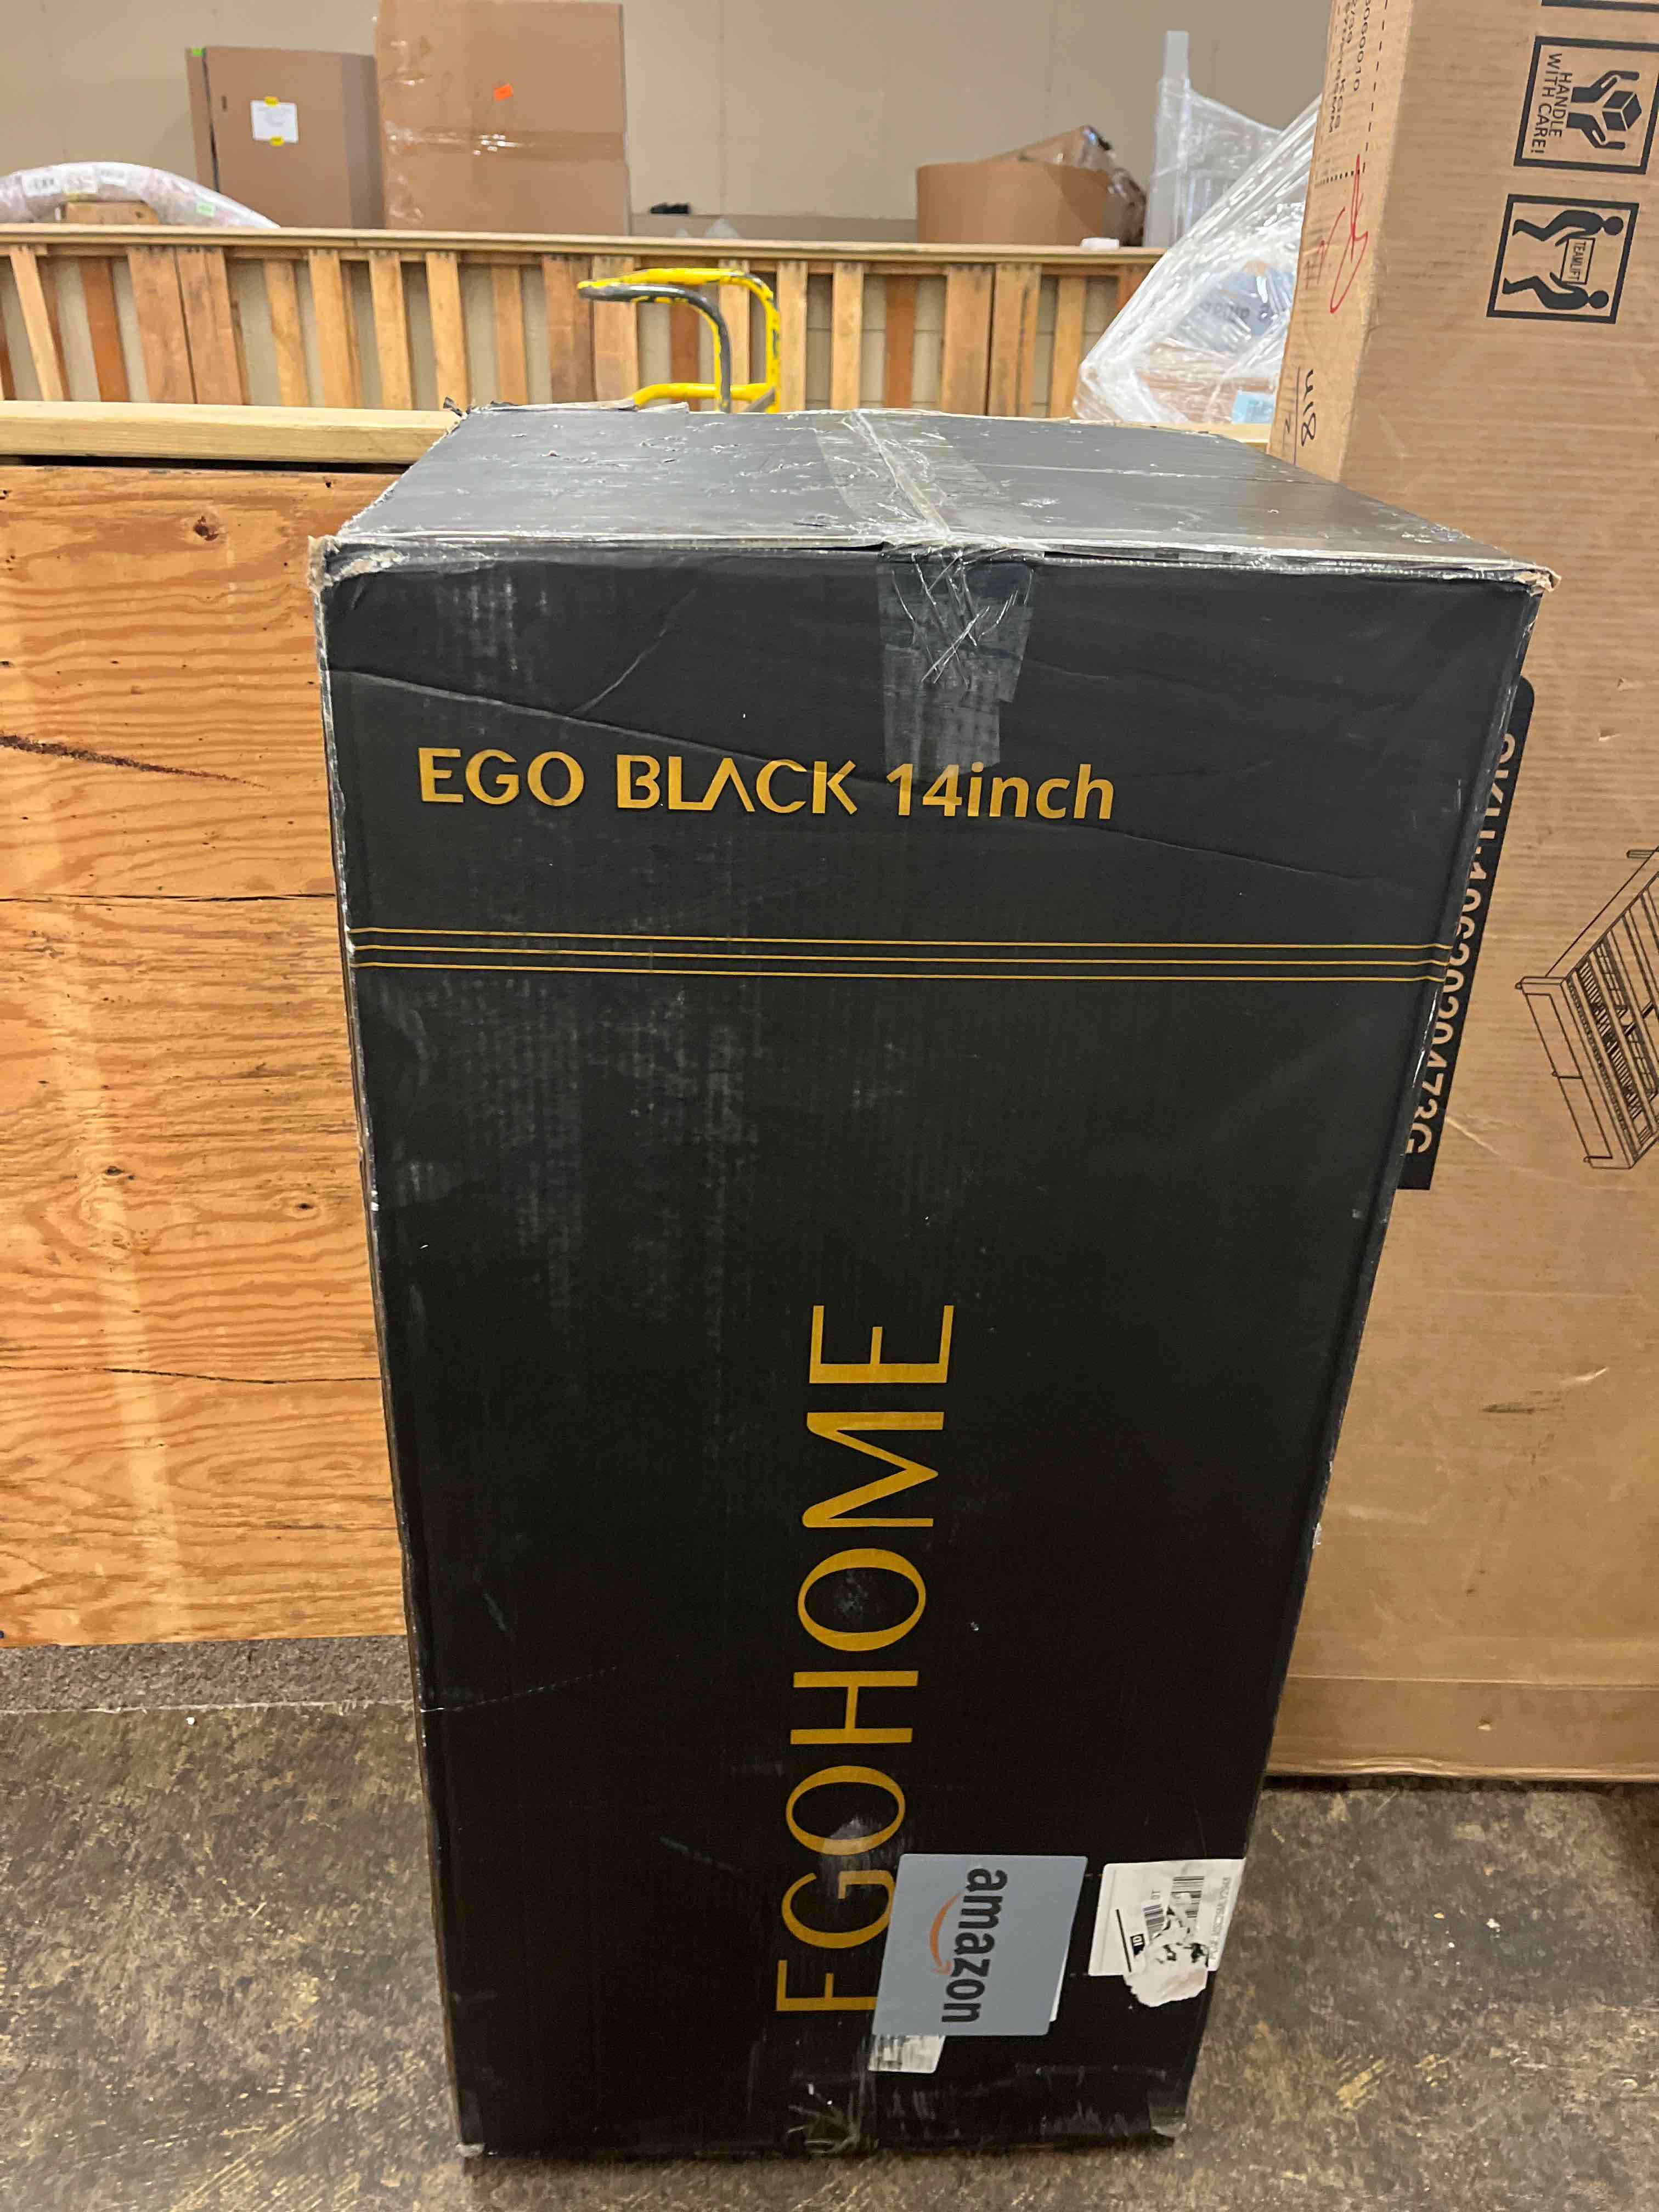 HANDLE
WITH CARE!
TEAMLIFT
EGO BLACK 14inch
EGOHOME
amazon